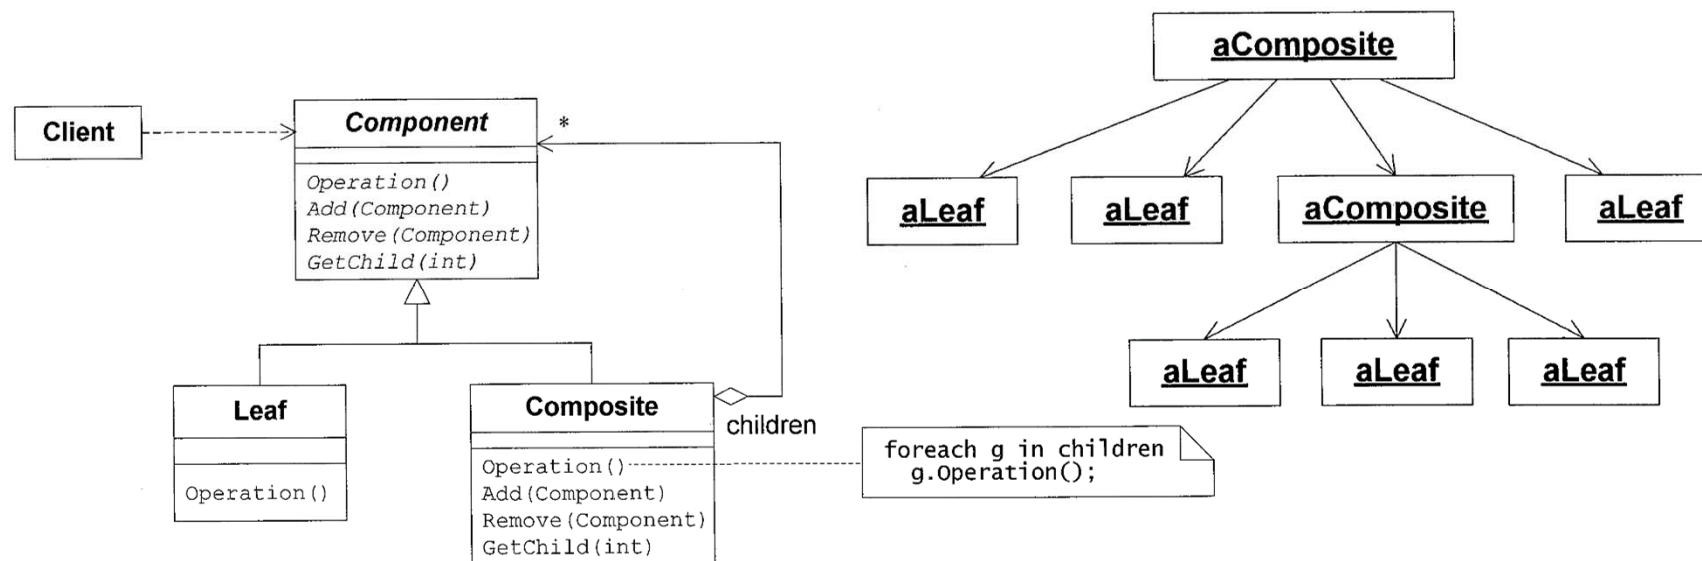 Client
Component
*
Operation()
Add(Component)
Remove(Component)
GetChild(int)
Leaf
Operation()
Composite
children
Operation()
Add(Component)
Remove(Component)
GetChild(int)
foreach g in children
g.Operation();
aComposite
aLeaf
aLeaf
aComposite
aLeaf
aLeaf
aLeaf
aLeaf